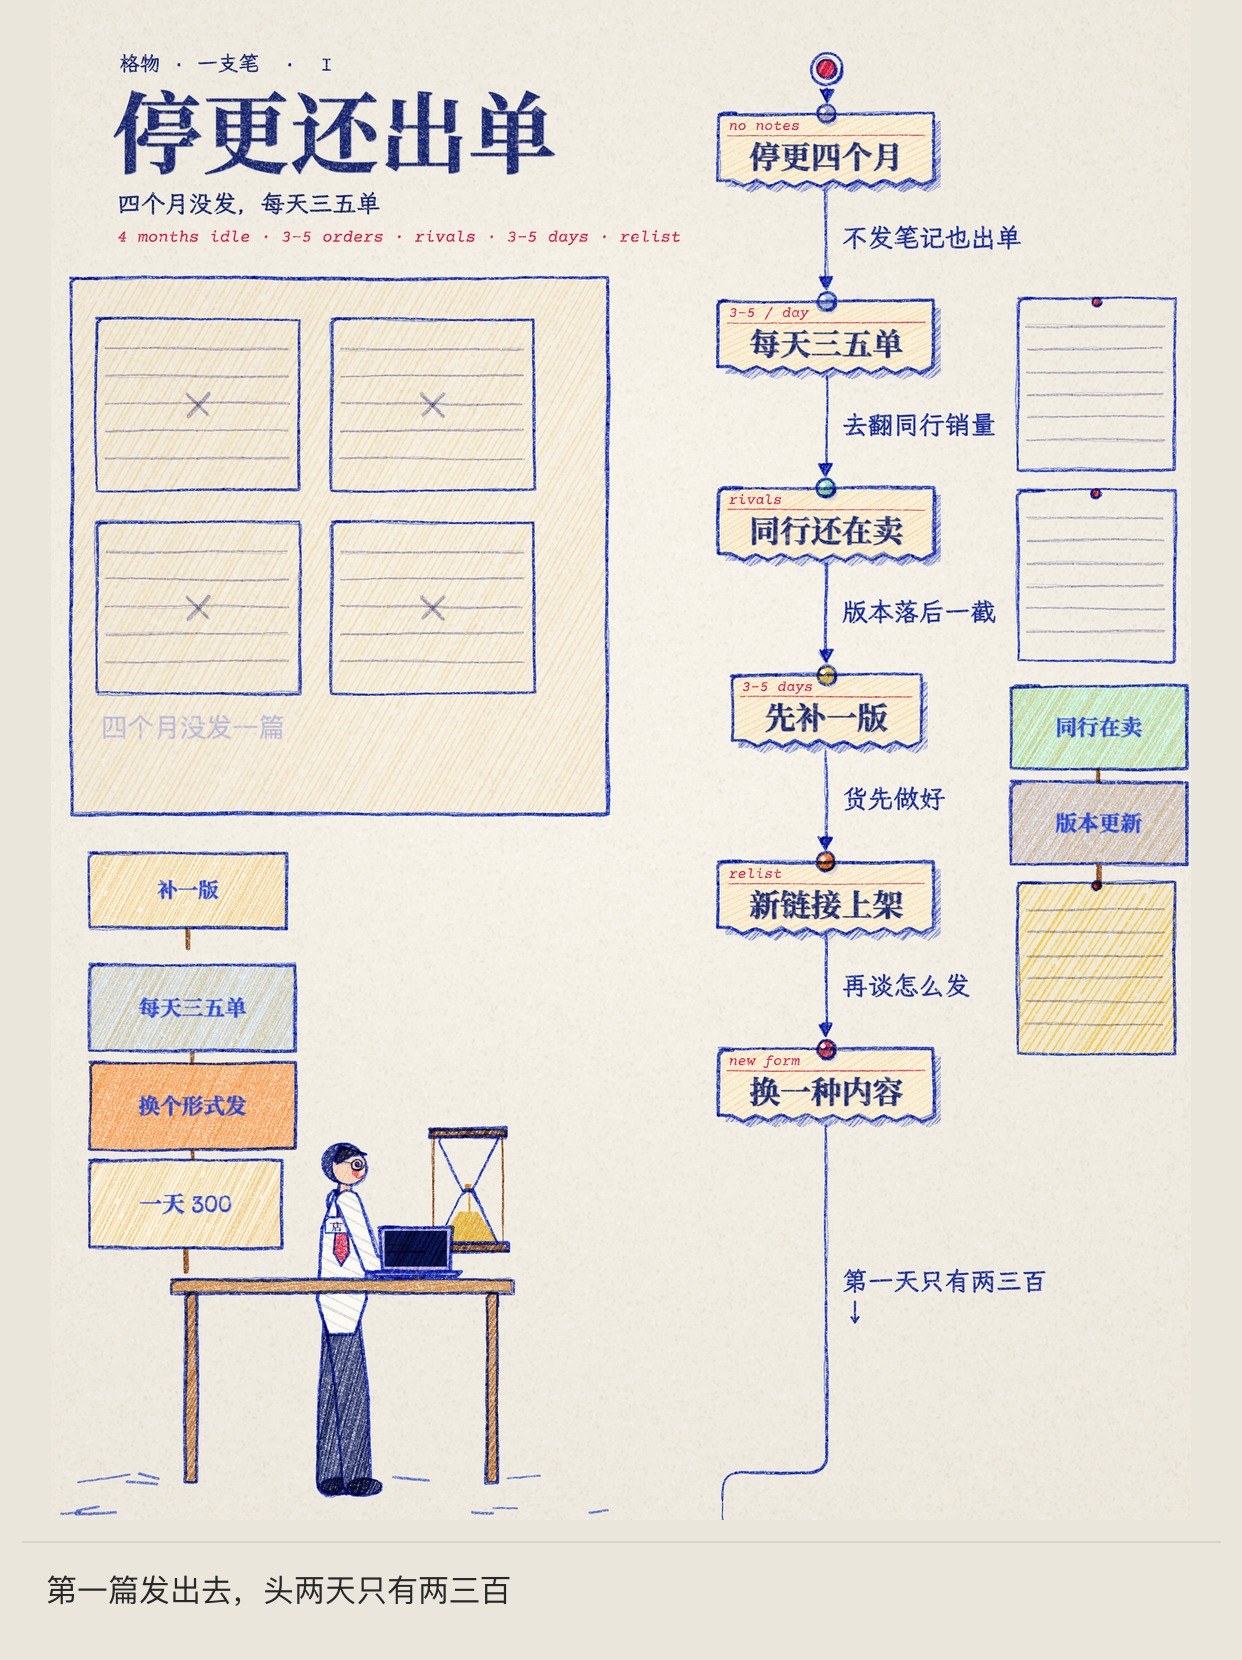 格物 · 一支笔 · I
停更还出单
四个月没发，每天三五单
4 months idle · 3-5 orders · rivals · 3-5 days · relist
四个月没发一篇
补一版
每天三五单
换个形式发
一天 300
店
no notes
停更四个月
不发笔记也出单
3-5 / day
每天三五单
去翻同行销量
rivals
同行还在卖
版本落后一截
3-5 days
先补一版
货先做好
relist
新链接上架
再谈怎么发
new form
换一种内容
第一天只有两三百
↓
同行在卖
版本更新
第一篇发出去，头两天只有两三百